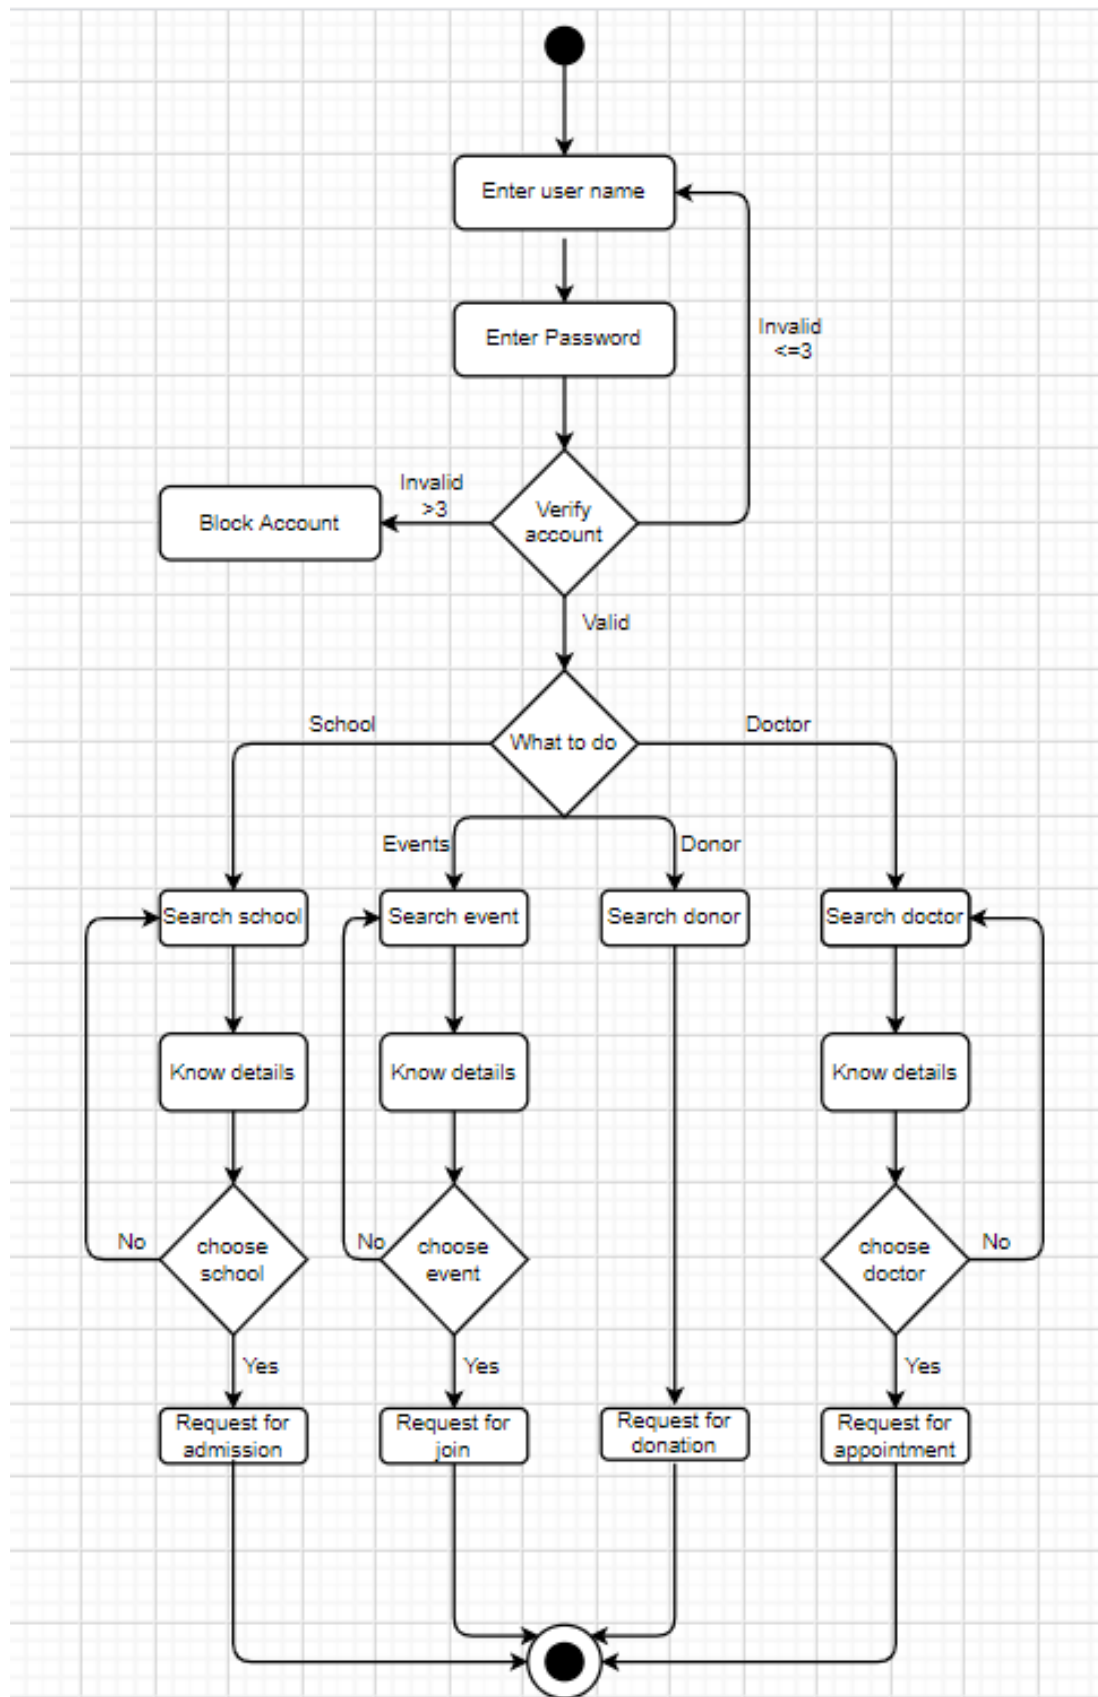 Enter user name
Invalid
<=3
Enter Password
Invalid
>3
Block Account
Verify
account
Valid
School
What to do
Doctor
Events
Donor
Search school
Search event
Search donor
Search doctor
Know details
Know details
Know details
No
choose
school
No
choose
event
choose
doctor
No
Yes
Yes
Yes
Request for
admission
Request for
join
Request for
donation
Request for
appointment